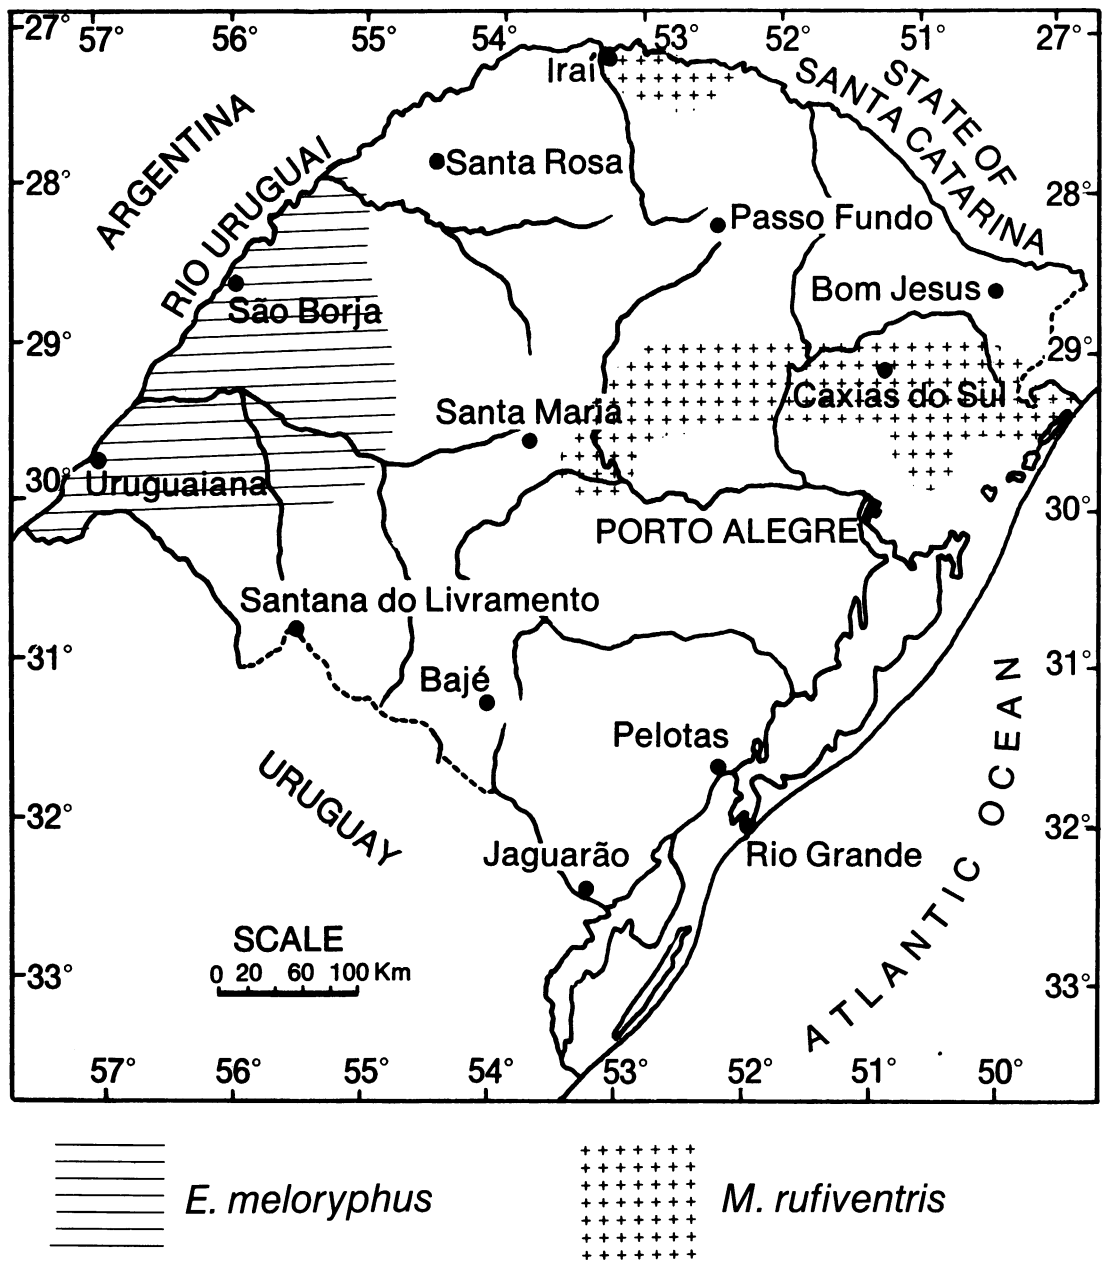 27°
57°
56°
55°
54°
53°
52°
51°
27°
Iraí
STATE OF
SANTA CATARINA
ARGENTINA
RIO URUGUAI
Santa Rosa
28°
28°
Passo Fundo
Bom Jesus
São Borja
29°
29°
Caxias do Sul
Santa Maria
30°
Uruguaiana
30°
PORTO ALEGRE
Santana do Livramento
31°
31°
Bajé
Pelotas
URUGUAY
ATLANTIC OCEAN
32°
32°
Jaguarão
Rio Grande
SCALE
0 20 60 100 Km
33°
33°
57°
56°
55°
54°
53°
52°
51°
50°
E. meloryphus
M. rufiventris